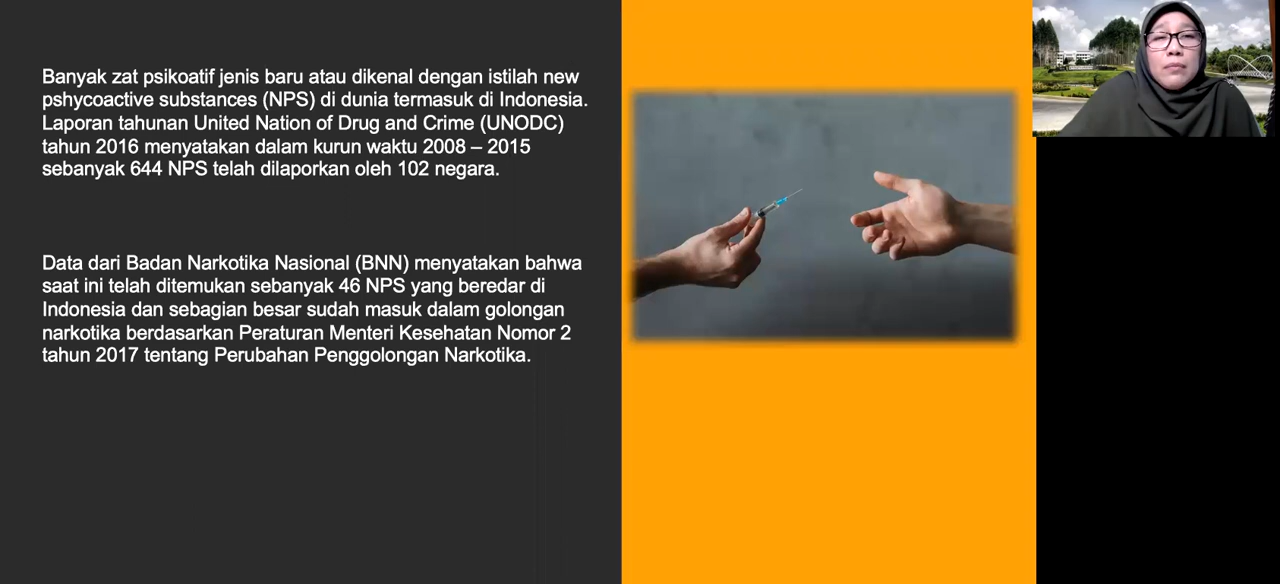 Banyak zat psikoatif jenis baru atau dikenal dengan istilah new
pshycoactive substances (NPS) di dunia termasuk di Indonesia.
Laporan tahunan United Nation of Drug and Crime (UNODC)
tahun 2016 menyatakan dalam kurun waktu 2008 – 2015
sebanyak 644 NPS telah dilaporkan oleh 102 negara.
Data dari Badan Narkotika Nasional (BNN) menyatakan bahwa
saat ini telah ditemukan sebanyak 46 NPS yang beredar di
Indonesia dan sebagian besar sudah masuk dalam golongan
narkotika berdasarkan Peraturan Menteri Kesehatan Nomor 2
tahun 2017 tentang Perubahan Penggolongan Narkotika.